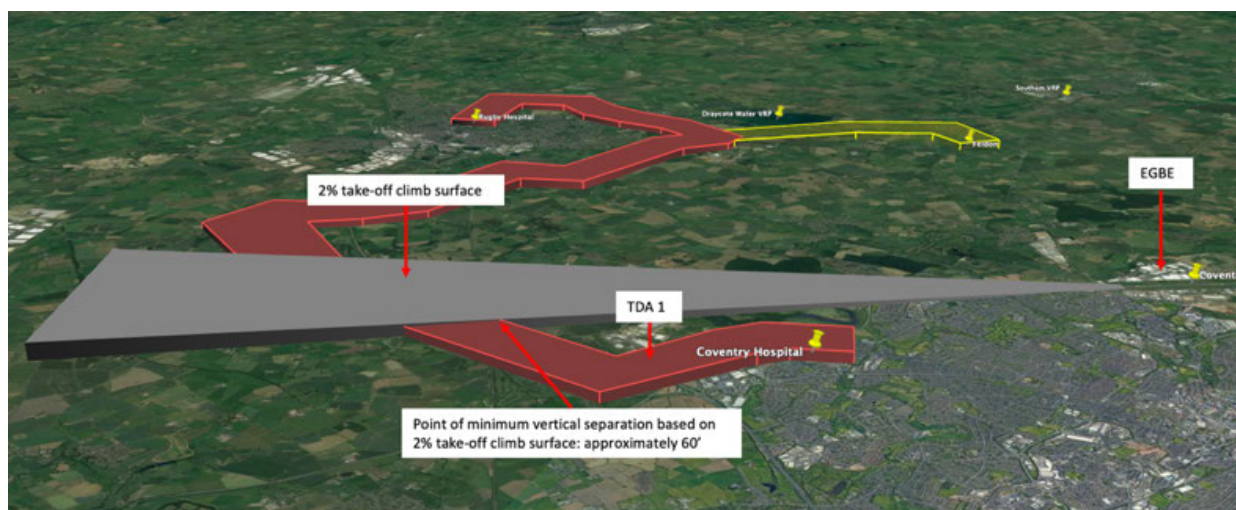 Southam VRP
Draycote Water VRP
Rugby Hospital
EGBE
2% take-off climb surface
Covent
TDA 1
Coventry Hospital
Point of minimum vertical separation based on
2% take-off climb surface: approximately 60'